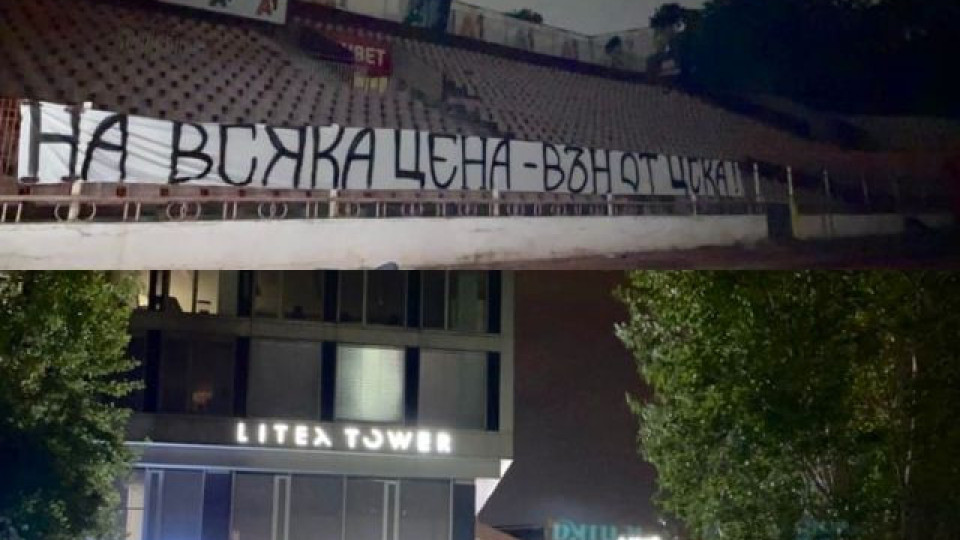 НА ВСЯКА ЦЕНА - ВЪН ОТ ЦСКА!!
LITEX TOWER